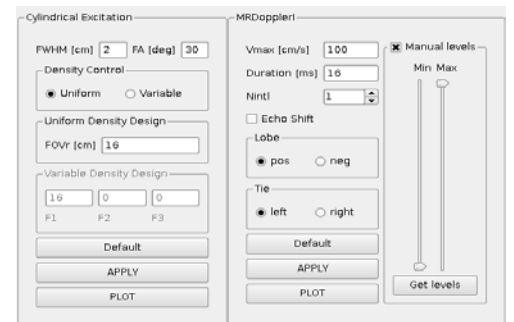 Cylindrical Excitation
FWHM [cm] 2 FA [deg] 30
Density Control
Uniform Variable
Uniform Density Design
FOVr [cm] 16
Variable Density Design
16 0 0
F1 F2 F3
Default
APPLY
PLOT
MRDopplerI
Vmax [cm/s] 100
Duration [ms] 16
Nintl 1
Echo Shift
Lobe
pos neg
Tie
left right
Default
APPLY
PLOT
Manual levels
Min Max
Get levels